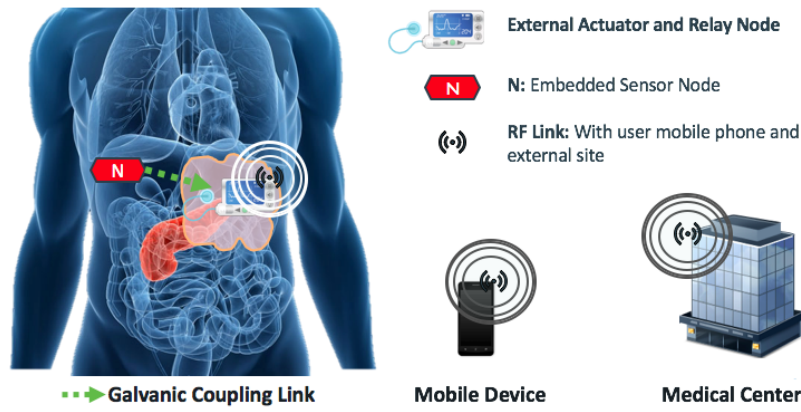 External Actuator and Relay Node
N
N: Embedded Sensor Node
RF Link: With user mobile phone and
external site
N
Galvanic Coupling Link
Mobile Device
Medical Center